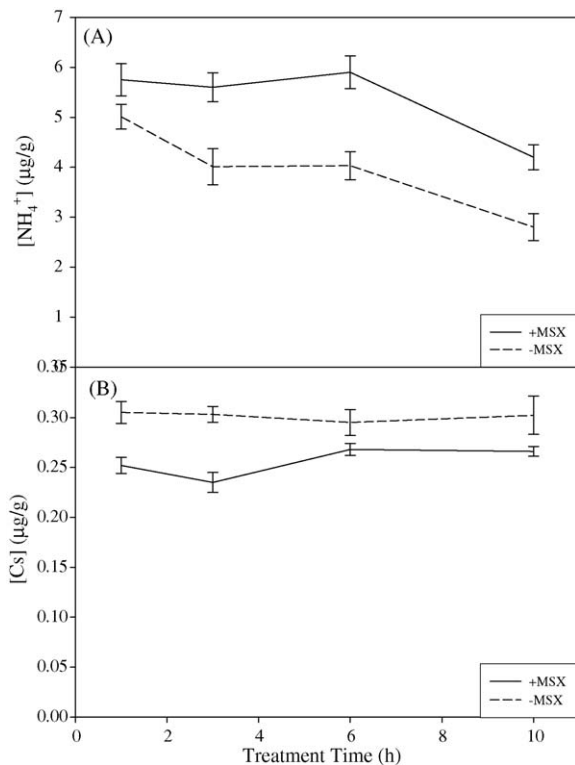 (A)
7
6
5
4
3
2
1
0
[NH₄⁺] (µg/g)
+MSX
-MSX
(B)
0.35
0.30
0.25
0.20
0.15
0.10
0.05
0.00
[Cs] (µg/g)
+MSX
-MSX
0 2 4 6 8 10
Treatment Time (h)